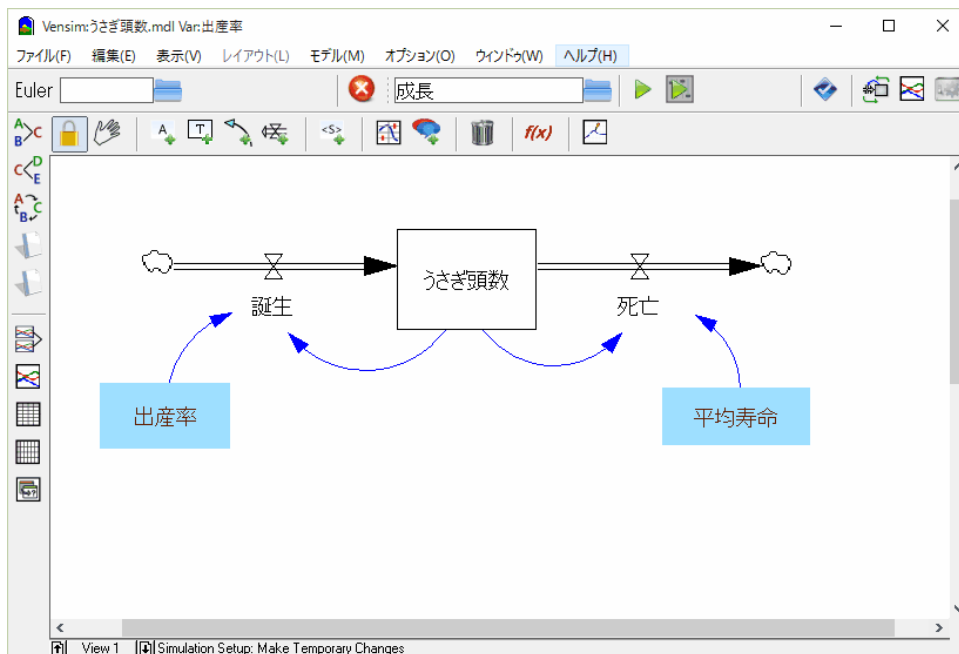 Vensim:うさぎ頭数.mdl Var:出産率
ファイル(F) 編集(E) 表示(V) レイアウト(L) モデル(M) オプション(O) ウィンドウ(W) ヘルプ(H)
Euler 成長
A B C A T A <S> f(x)
C D E
A B C
うさぎ頭数
誕生 死亡
出産率 平均寿命
View 1 Simulation Setup: Make Temporary Changes